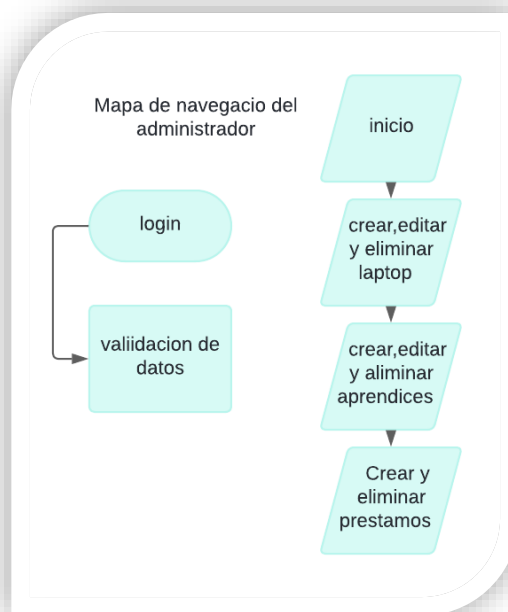 Mapa de navegacio del
administrador
login
valiidacion de
datos
inicio
crear,editar
y eliminar
laptop
crear,editar
y aliminar
aprendices
Crear y
eliminar
prestamos